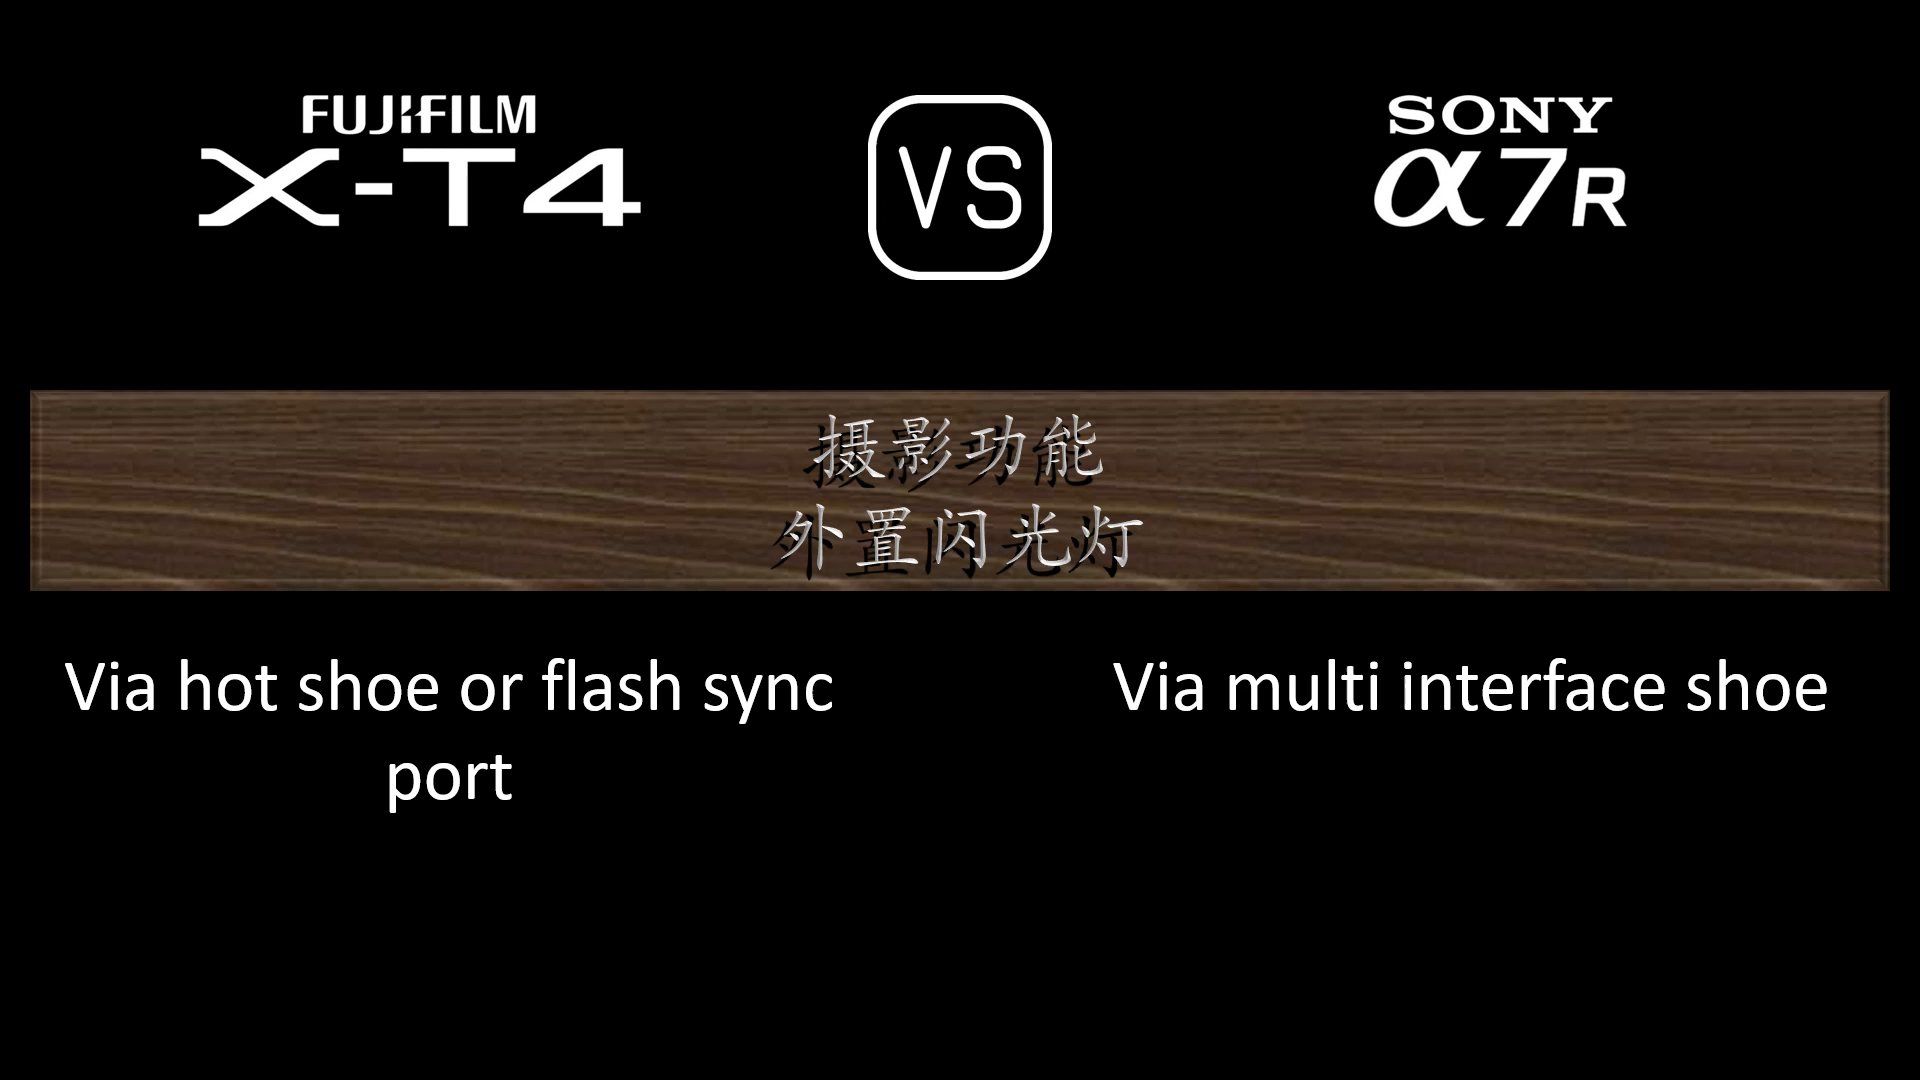 FUJIFILM
X-T4
VS
SONY
α7R
摄影功能
外置闪光灯
Via hot shoe or flash sync
port
Via multi interface shoe